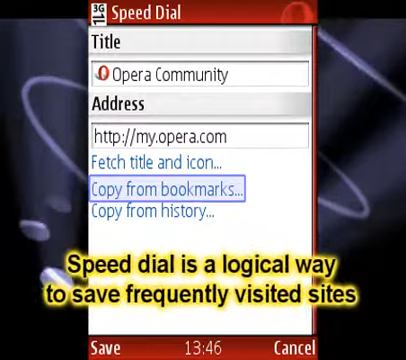 3G
Speed Dial
Title
Opera Community
Address
http://my.opera.com
Fetch title and icon...
Copy from bookmarks...
Copy from history...
Speed dial is a logical way
to save frequently visited sites
Save 13:46 Cancel